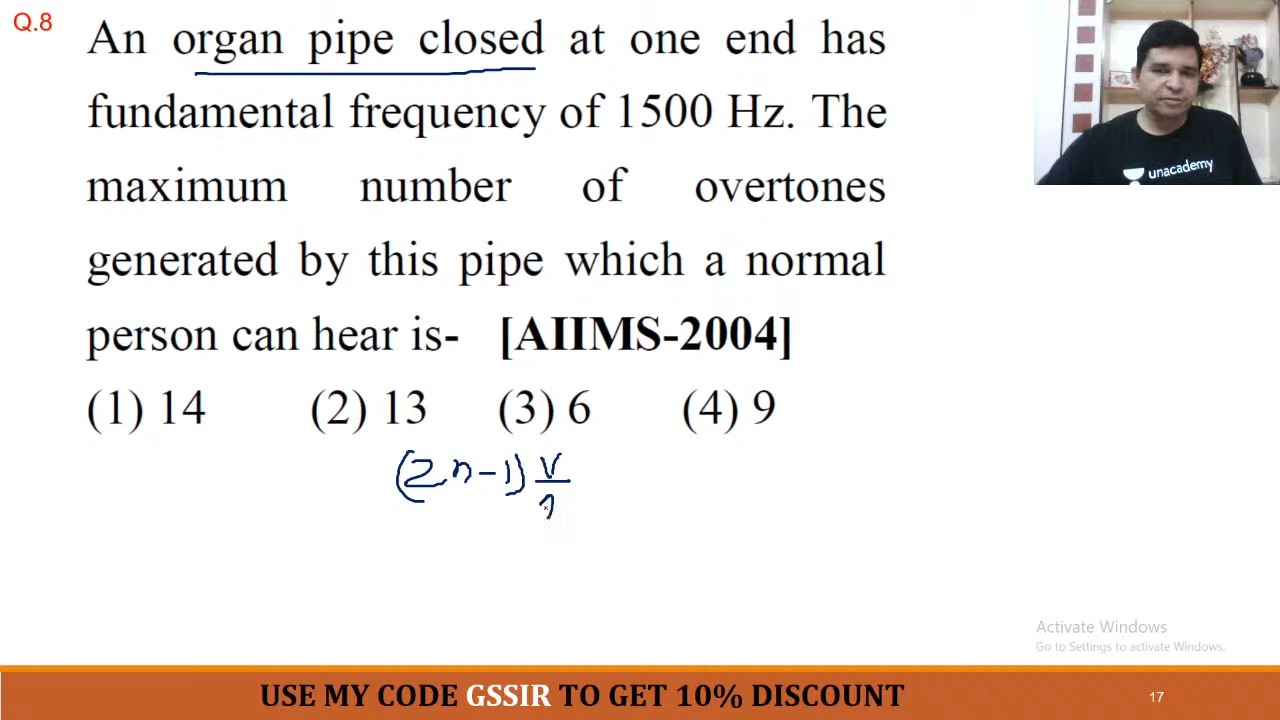 Q.8
An organ pipe closed at one end has
fundamental frequency of 1500 Hz. The
maximum number of overtones
generated by this pipe which a normal
person can hear is- [AIIMS-2004]
(1) 14 (2) 13 (3) 6 (4) 9
(2n-1) V
unacademy
Activate Windows
Go to Settings to activate Windows.
USE MY CODE GSSIR TO GET 10% DISCOUNT
17